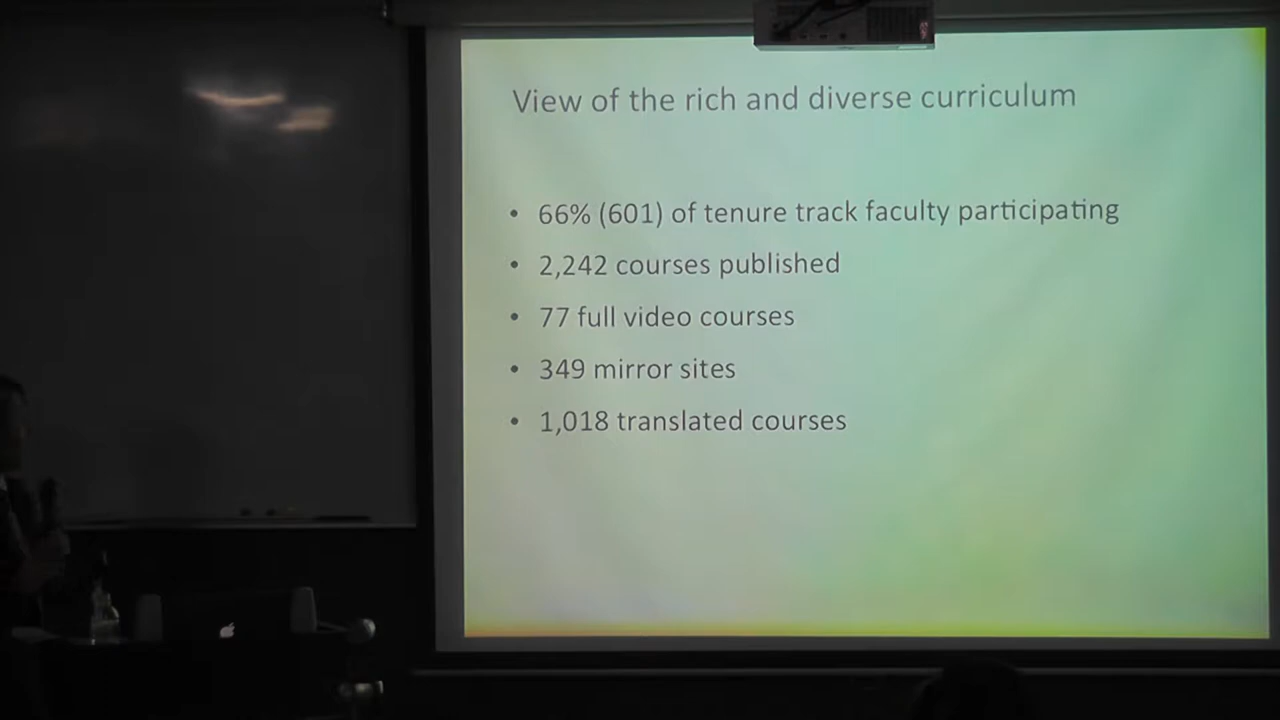 View of the rich and diverse curriculum
• 66% (601) of tenure track faculty participating
• 2,242 courses published
• 77 full video courses
• 349 mirror sites
• 1,018 translated courses